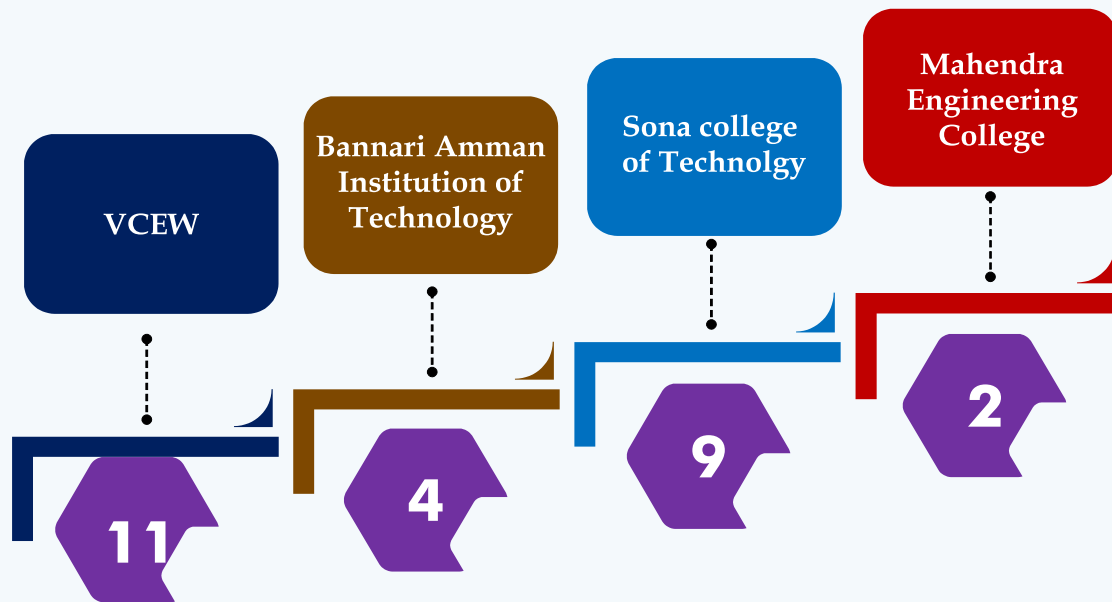 VCEW
11
Bannari Amman
Institution of
Technology
4
Sona college
of Technolgy
9
Mahendra
Engineering
College
2